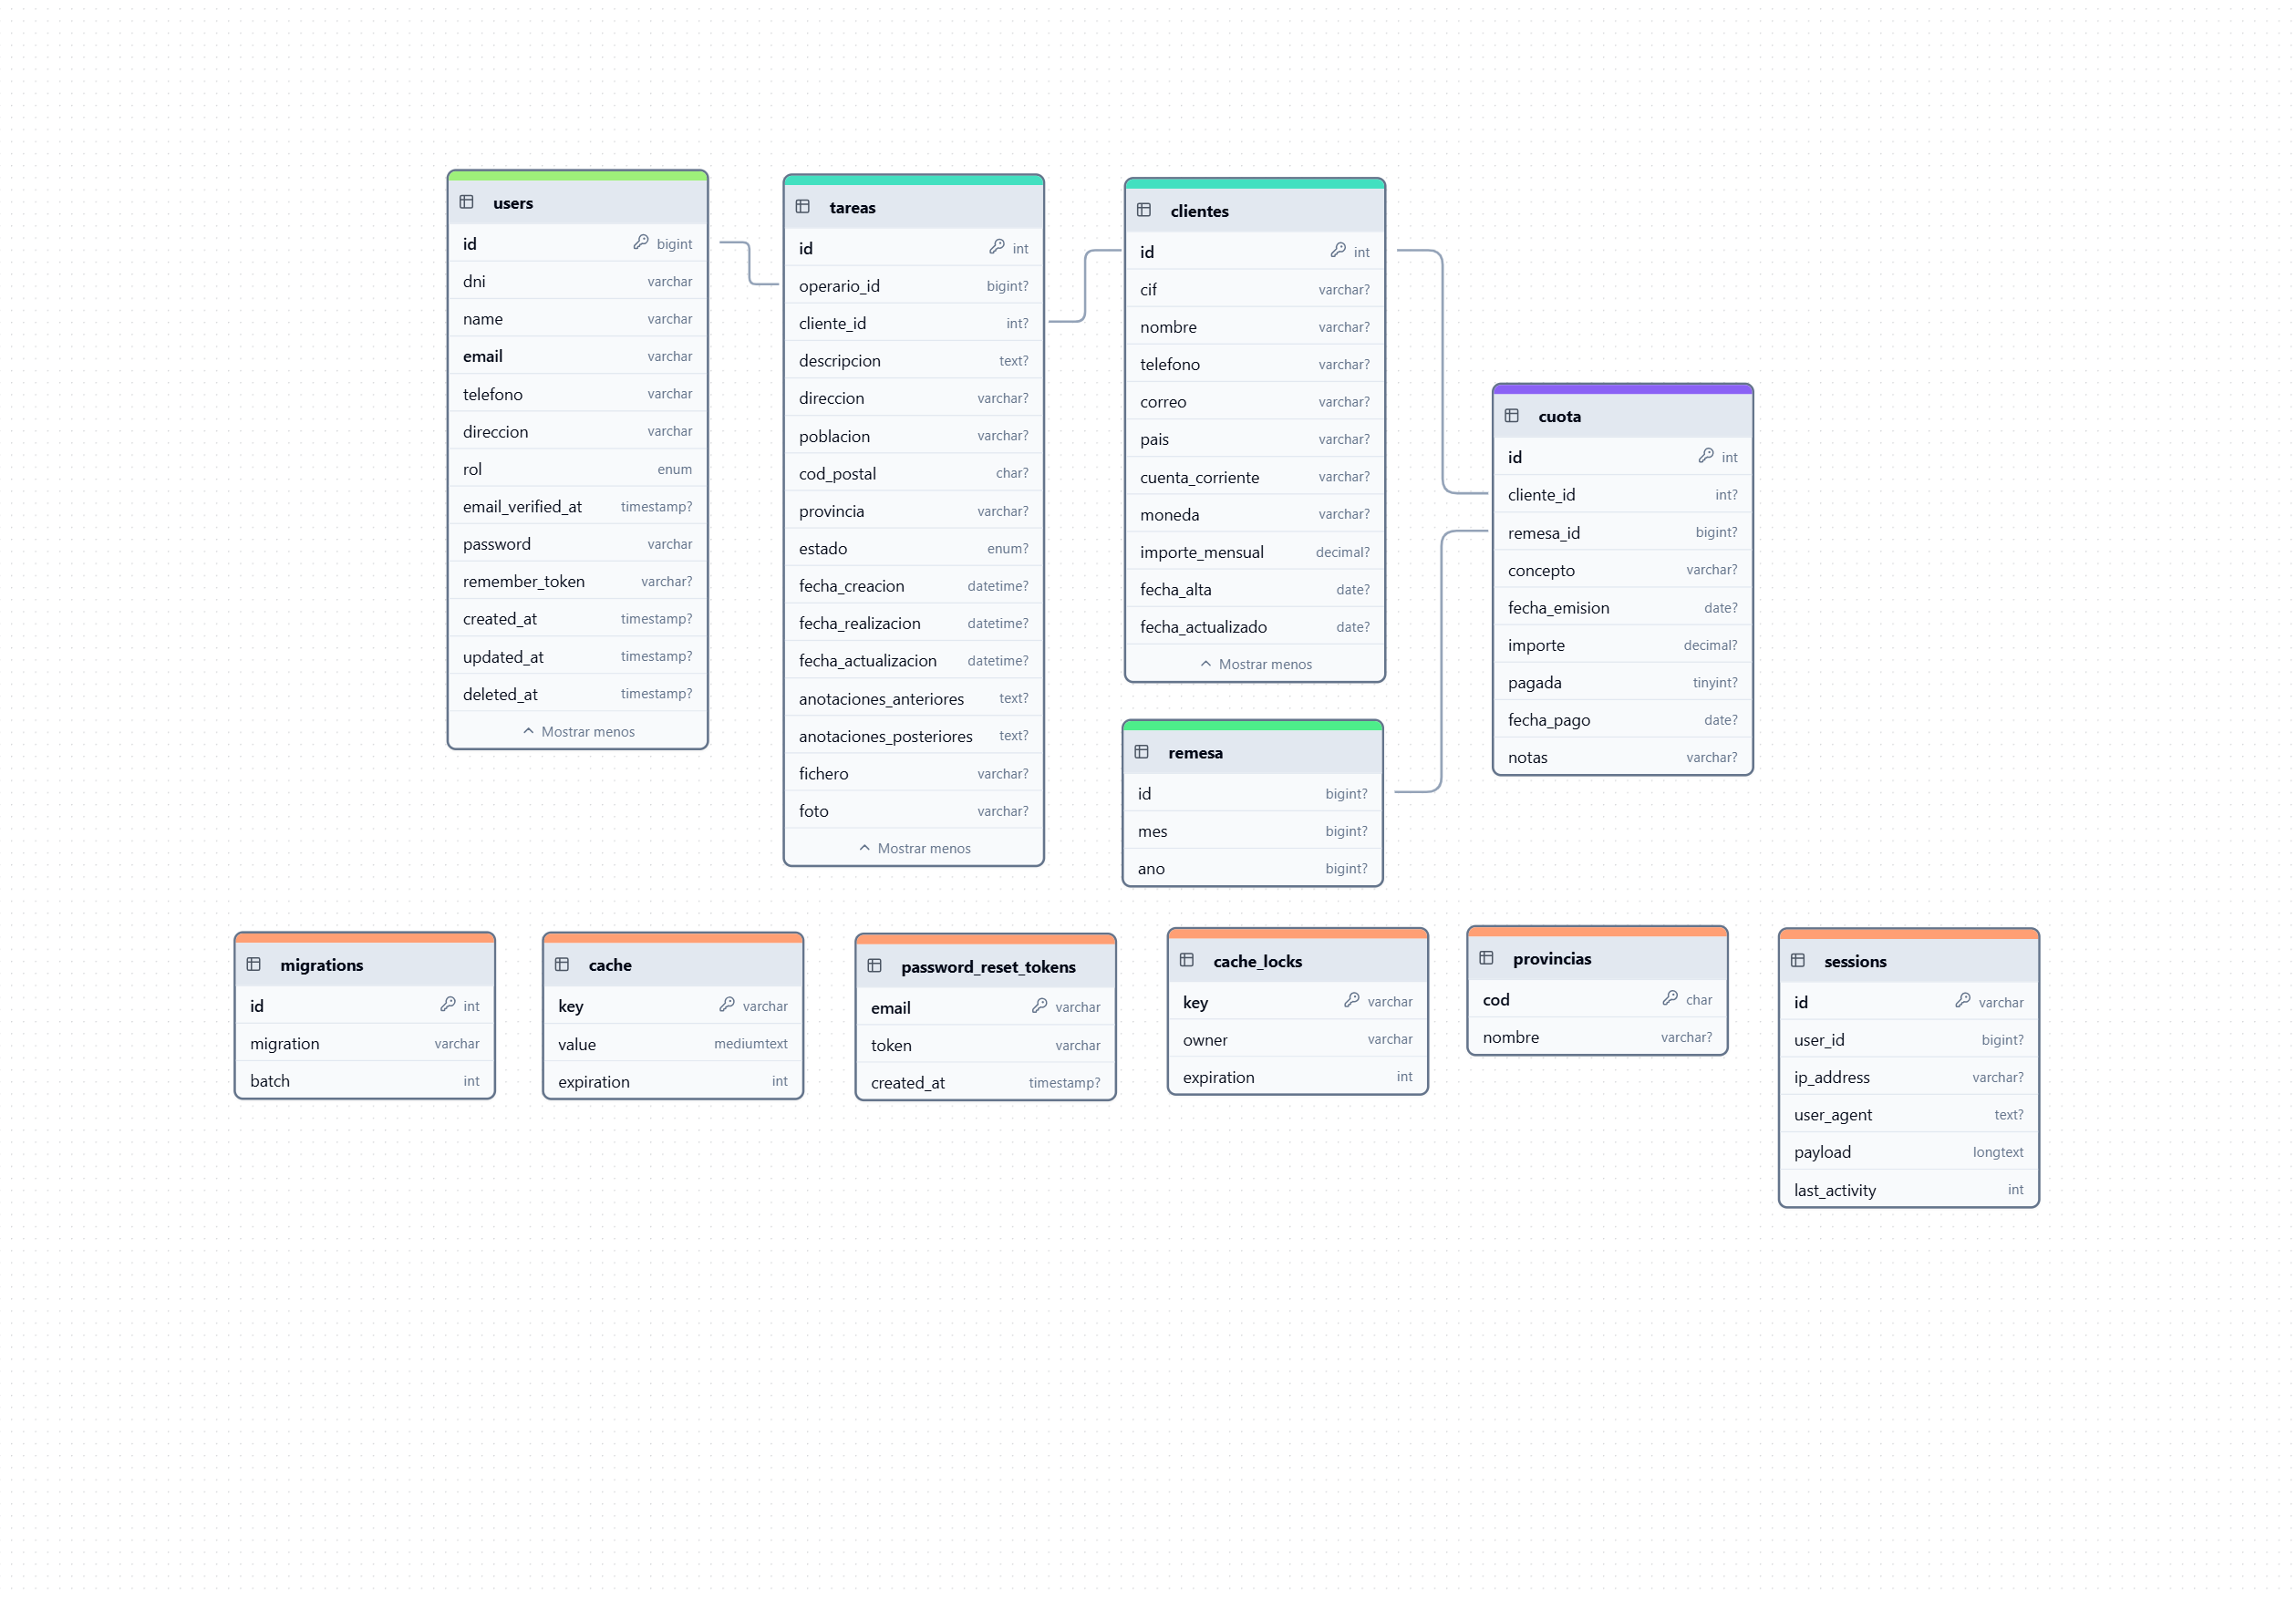 users
id bigint
dni varchar
name varchar
email varchar
telefono varchar
direccion varchar
rol enum
email_verified_at timestamp?
password varchar
remember_token varchar?
created_at timestamp?
updated_at timestamp?
deleted_at timestamp?
Mostrar menos
tareas
id int
operario_id bigint?
cliente_id int?
descripcion text?
direccion varchar?
poblacion varchar?
cod_postal char?
provincia varchar?
estado enum?
fecha_creacion datetime?
fecha_realizacion datetime?
fecha_actualizacion datetime?
anotaciones_anteriores text?
anotaciones_posteriores text?
fichero varchar?
foto varchar?
Mostrar menos
clientes
id int
cif varchar?
nombre varchar?
telefono varchar?
correo varchar?
pais varchar?
cuenta_corriente varchar?
moneda varchar?
importe_mensual decimal?
fecha_alta date?
fecha_actualizado date?
Mostrar menos
cuota
id int
cliente_id int?
remesa_id bigint?
concepto varchar?
fecha_emision date?
importe decimal?
pagada tinyint?
fecha_pago date?
notas varchar?
remesa
id bigint?
mes bigint?
ano bigint?
migrations
id int
migration varchar
batch int
cache
key varchar
value mediumtext
expiration int
password_reset_tokens
email varchar
token varchar
created_at timestamp?
cache_locks
key varchar
owner varchar
expiration int
provincias
cod char
nombre varchar?
sessions
id varchar
user_id bigint?
ip_address varchar?
user_agent text?
payload longtext
last_activity int